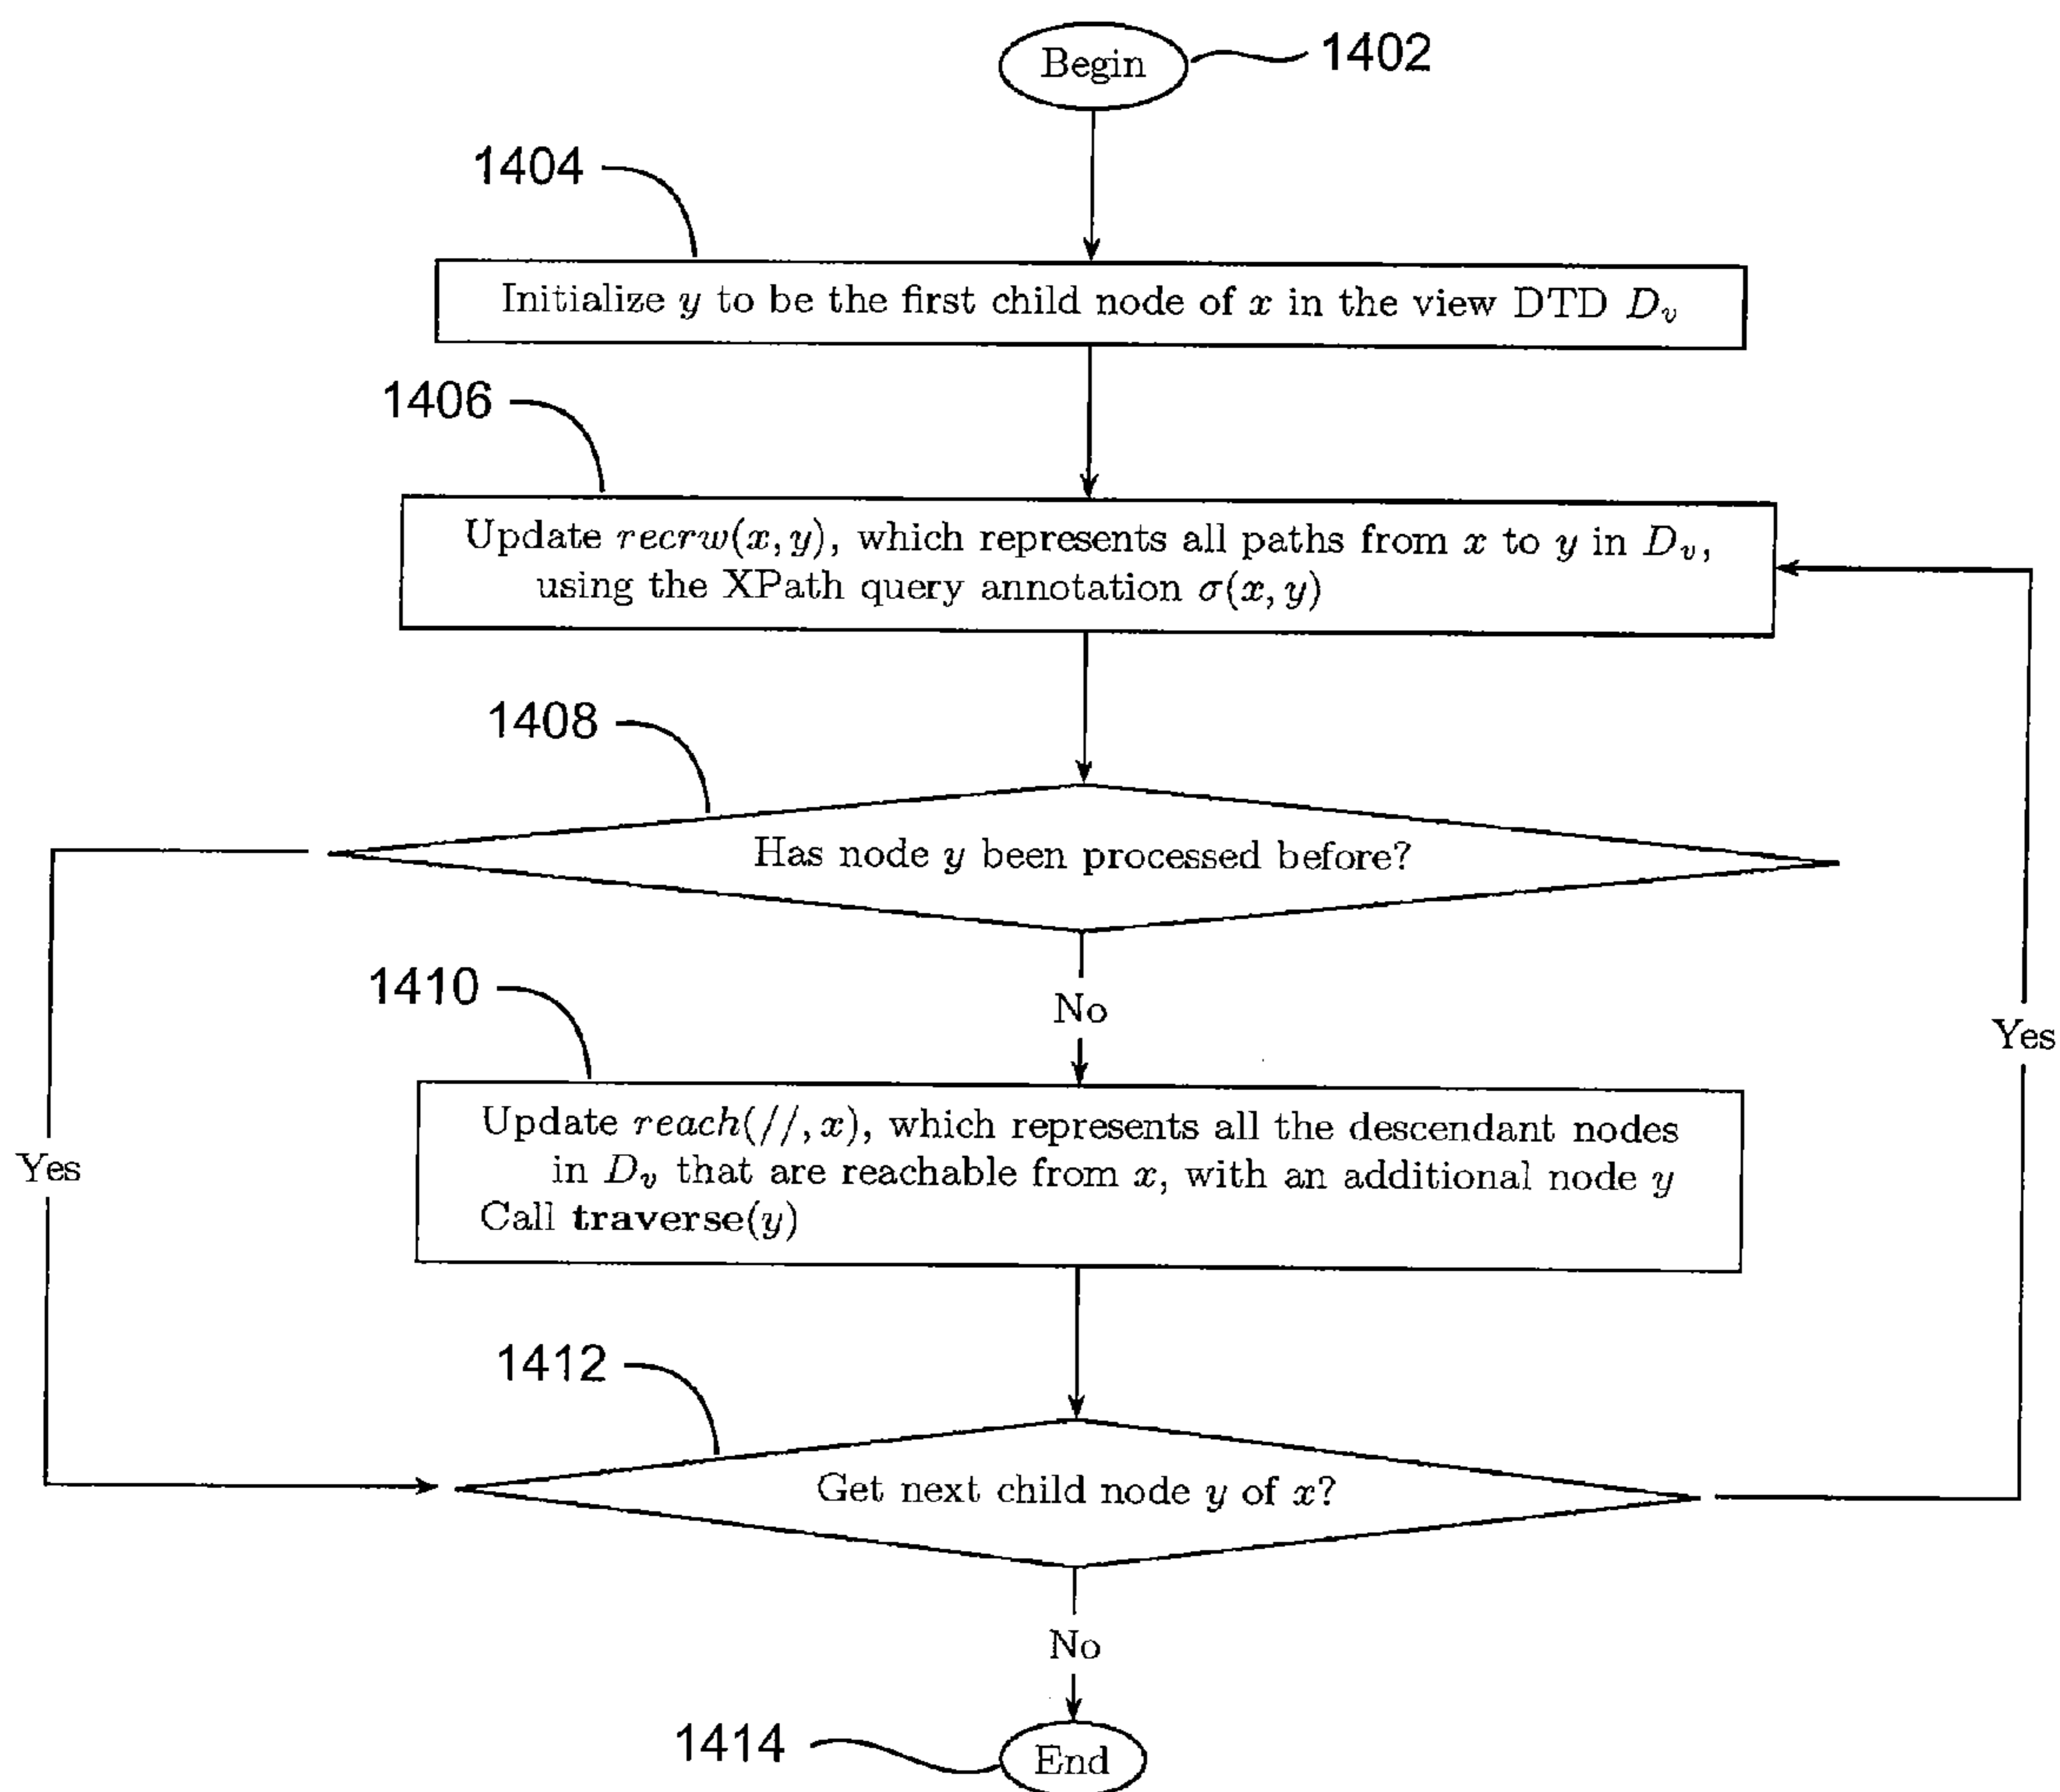 Begin 1402
1404
Initialize y to be the first child node of x in the view DTD Dᵥ
1406
Update recrw(x, y), which represents all paths from x to y in Dᵥ,
using the XPath query annotation σ(x, y)
1408
Has node y been processed before?
1410
No
Yes
Update reach(//, x), which represents all the descendant nodes
in Dᵥ that are reachable from x, with an additional node y
Call traverse(y)
Yes
1412
Get next child node y of x?
No
1414 End